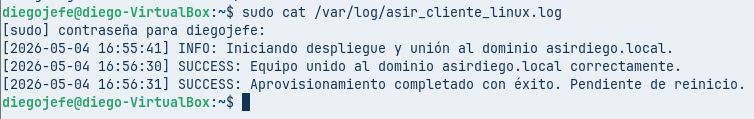 diegojefe@diego-VirtualBox:~$ sudo cat /var/log/asir_cliente_linux.log
[sudo] contraseña para diegojefe:
[2026-05-04 16:55:41] INFO: Iniciando despliegue y unión al dominio asirdiego.local.
[2026-05-04 16:56:30] SUCCESS: Equipo unido al dominio asirdiego.local correctamente.
[2026-05-04 16:56:31] SUCCESS: Aprovisionamiento completado con éxito. Pendiente de reinicio.
diegojefe@diego-VirtualBox:~$